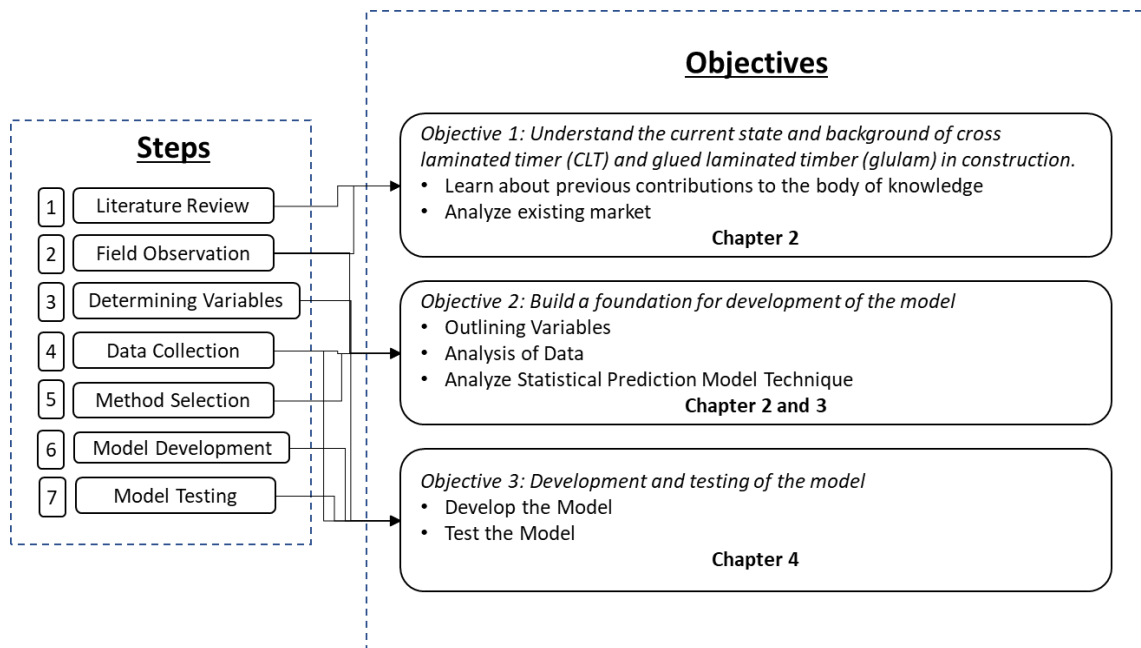 Objectives
Steps
1 Literature Review
2 Field Observation
3 Determining Variables
4 Data Collection
5 Method Selection
6 Model Development
7 Model Testing
Objective 1: Understand the current state and background of cross
laminated timer (CLT) and glued laminated timber (glulam) in construction.
• Learn about previous contributions to the body of knowledge
• Analyze existing market
Chapter 2
Objective 2: Build a foundation for development of the model
• Outlining Variables
• Analysis of Data
• Analyze Statistical Prediction Model Technique
Chapter 2 and 3
Objective 3: Development and testing of the model
• Develop the Model
• Test the Model
Chapter 4